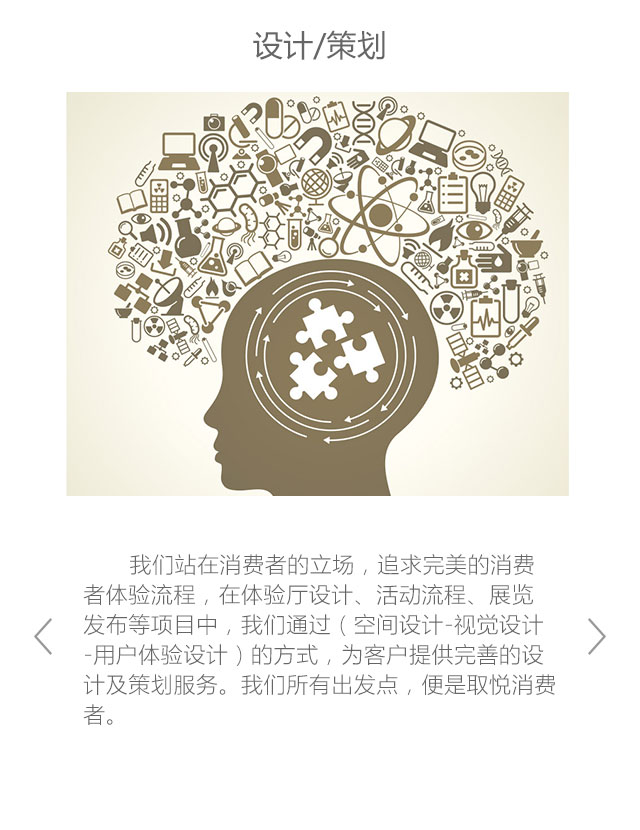 设计/策划
我们站在消费者的立场，追求完美的消费
者体验流程，在体验厅设计、活动流程、展览
发布等项目中，我们通过（空间设计-视觉设计
-用户体验设计）的方式，为客户提供完善的设
计及策划服务。我们所有出发点，便是取悦消费
者。